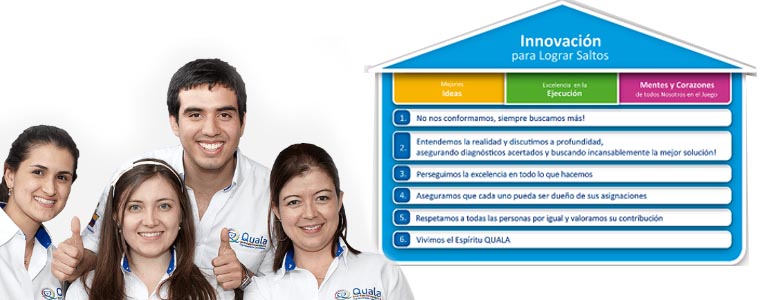 Innovación
para Lograr Saltos
Mejores
Ideas
Excelencia en la
Ejecución
Mentes y Corazones
de todos Nosotros en el Juego
1. No nos conformamos, siempre buscamos más!
2. Entendemos la realidad y discutimos a profundidad,
asegurando diagnósticos acertados y buscando incansablemente la mejor solución!
3. Perseguimos la excelencia en todo lo que hacemos
4. Aseguramos que cada uno pueda ser dueño de sus asignaciones
5. Respetamos a todas las personas por igual y valoramos su contribución
6. Vivimos el Espíritu QUALA
Quala
Quala
Quala